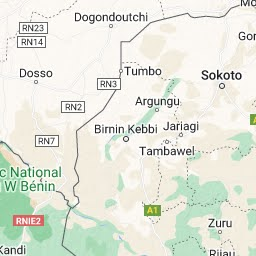 Dogondoutchi
RN23
RN14
Dosso
Tumbo
RN3
Sokoto
RN2
Argungu
Birnin Kebbi
Jariagi
RN7
Tambawel
c National
W Bénin
RNIE2
A1
Zuru
Kandi
Rijau